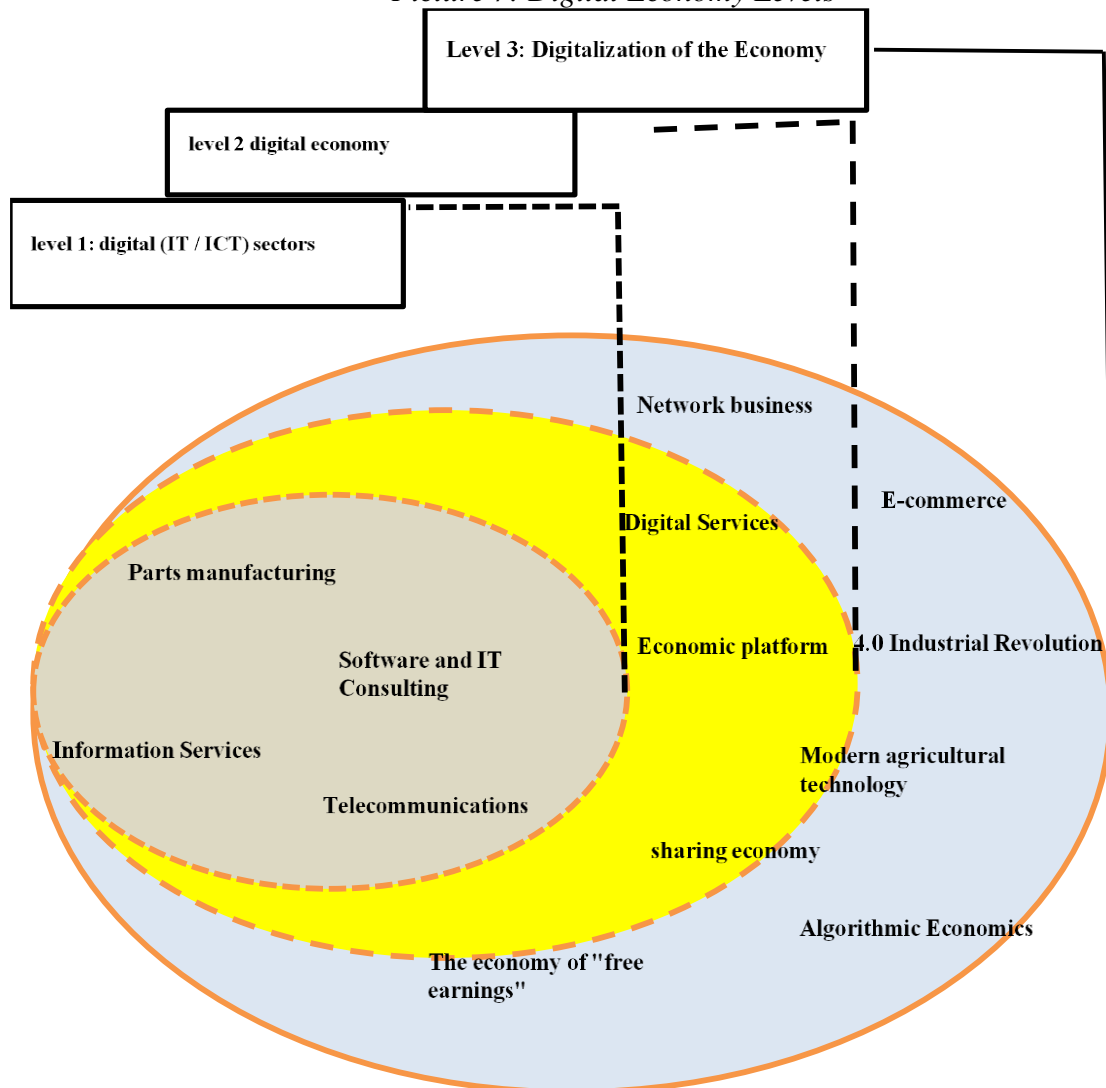 Level 3: Digitalization of the Economy
level 2 digital economy
level 1: digital (IT / ICT) sectors
Network business
E-commerce
Digital Services
Parts manufacturing
Economic platform
4.0 Industrial Revolution
Software and IT
Consulting
Information Services
Modern agricultural
technology
Telecommunications
sharing economy
Algorithmic Economics
The economy of "free
earnings"